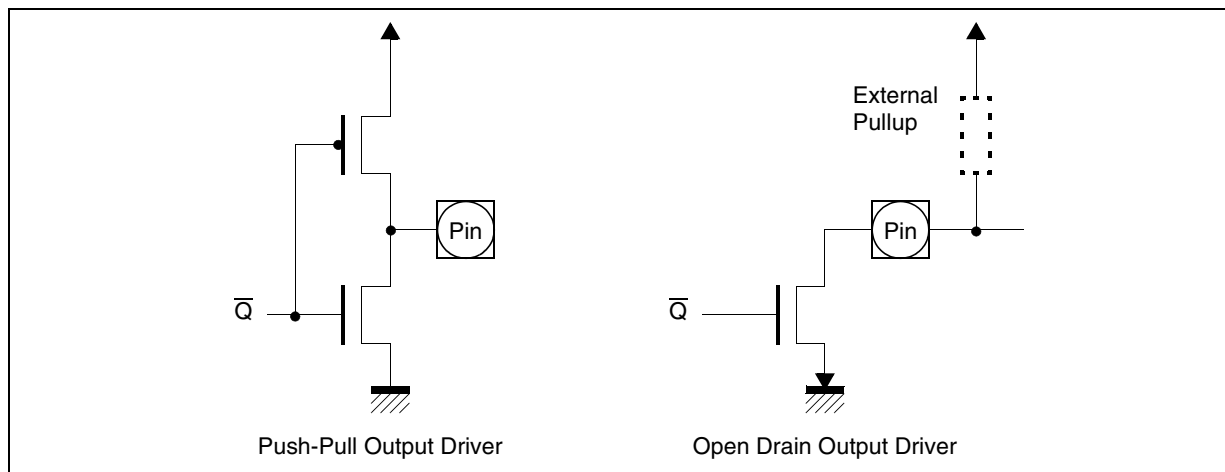 External
Pullup
Pin
Pin
Q̅
Q̅
Push-Pull Output Driver
Open Drain Output Driver